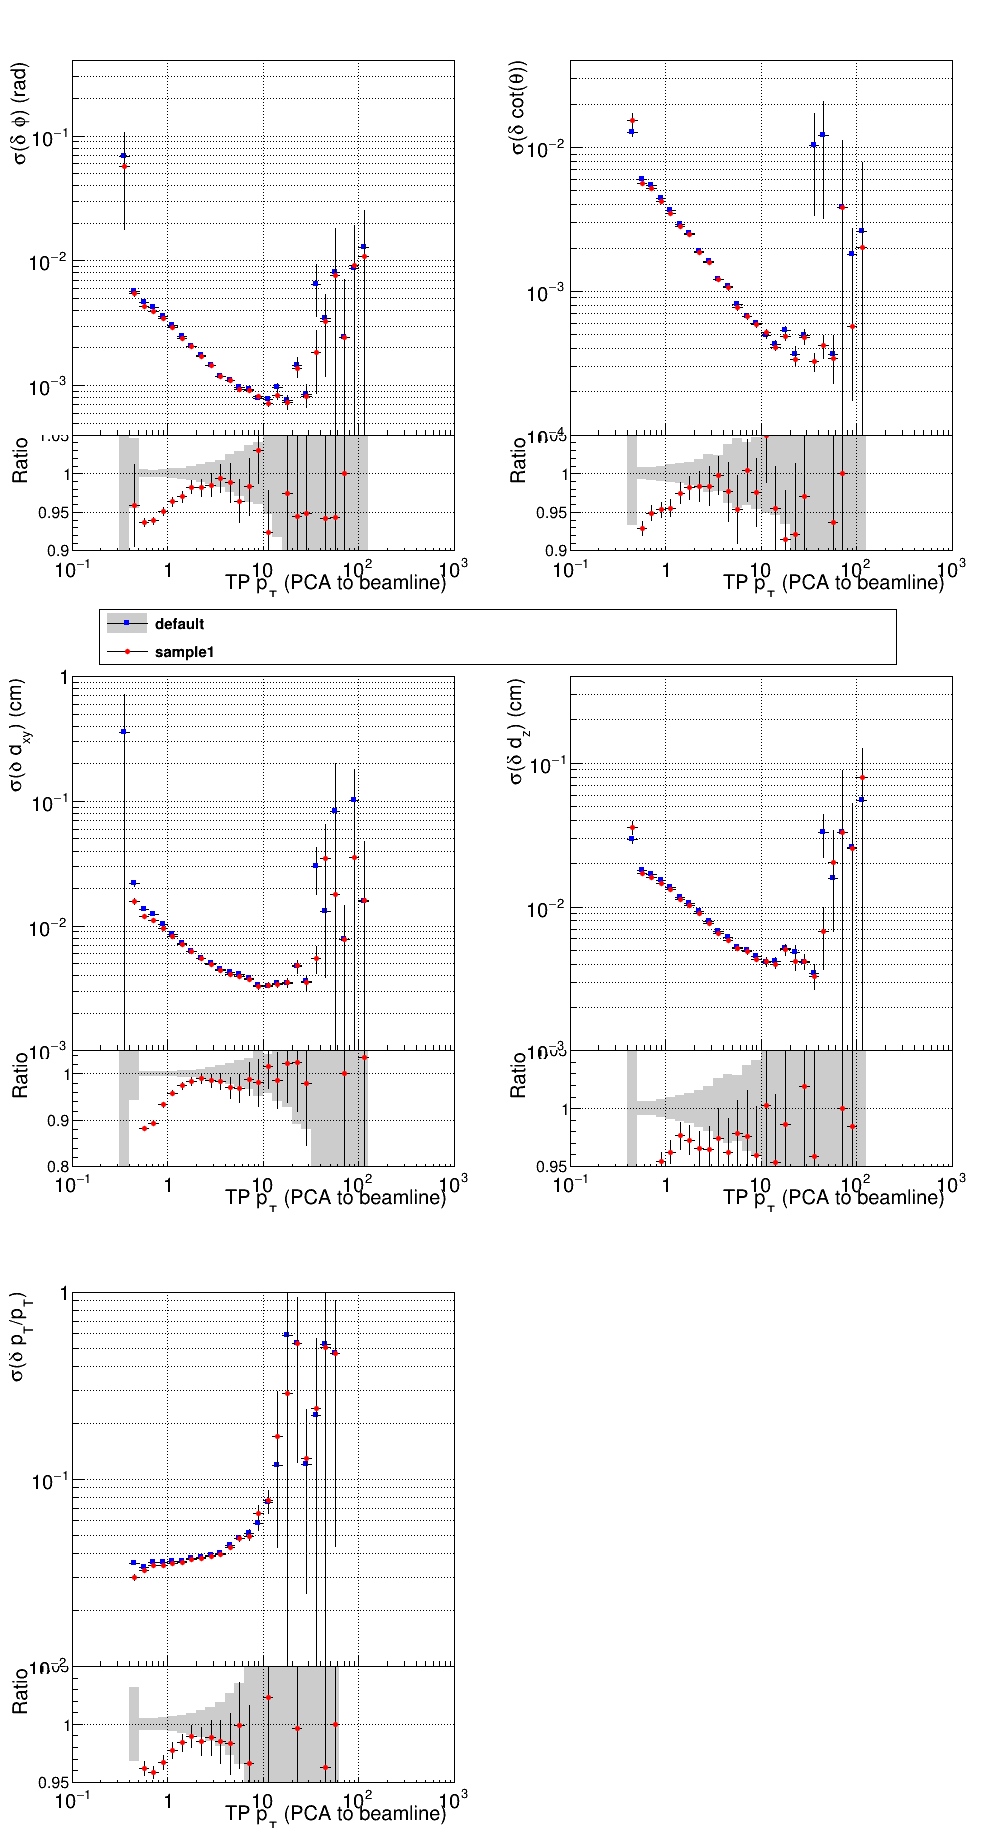 σ(δ φ) (rad)
10⁻¹
10⁻²
10⁻³
Ratio
1.05
1
0.95
0.9
10⁻¹ 1 10 10² 10³
TP p_T (PCA to beamline)
σ(δ cot(θ))
10⁻²
10⁻³
10⁻⁴
Ratio
1
0.95
0.9
10⁻¹ 1 10 10² 10³
TP p_T (PCA to beamline)
default
sample1
σ(δ d_xy) (cm)
1
10⁻¹
10⁻²
10⁻³
Ratio
1
0.9
0.8
10⁻¹ 1 10 10² 10³
TP p_T (PCA to beamline)
σ(δ d_z) (cm)
10⁻¹
10⁻²
10⁻³
Ratio
1
0.95
10⁻¹ 1 10 10² 10³
TP p_T (PCA to beamline)
σ(δ p_T/p_T)
1
10⁻¹
10⁻²
Ratio
1
0.95
10⁻¹ 1 10 10² 10³
TP p_T (PCA to beamline)